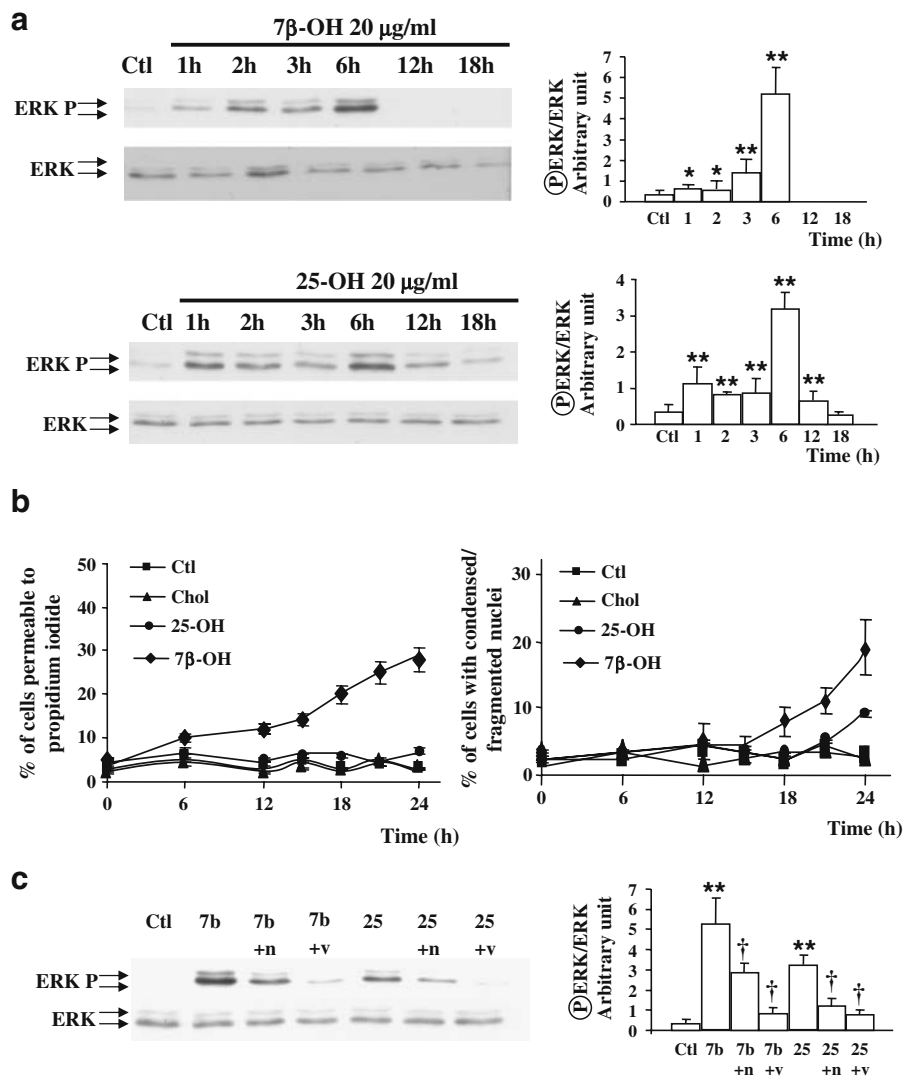 a
7β-OH 20 μg/ml
Ctl 1h 2h 3h 6h 12h 18h
ERK P
ERK
ⓅERK/ERK
Arbitrary unit
7
6
5
4
3
2
1
0
* * ** **
Ctl 1 2 3 6 12 18
Time (h)
25-OH 20 μg/ml
Ctl 1h 2h 3h 6h 12h 18h
ERK P
ERK
ⓅERK/ERK
Arbitrary unit
4
3
2
1
0
** ** ** ** **
Ctl 1 2 3 6 12 18
Time (h)
b
% of cells permeable to
propidium iodide
50
40
30
20
10
0
Ctl
Chol
25-OH
7β-OH
0 6 12 18 24
Time (h)
% of cells with condensed/
fragmented nuclei
30
20
10
0
Ctl
Chol
25-OH
7β-OH
0 6 12 18 24
Time (h)
c
Ctl 7b 7b 7b 25 25 25
+n +v +n +v
ERK P
ERK
ⓅERK/ERK
Arbitrary unit
7
6
5
4
3
2
1
0
** † † ** † †
Ctl 7b 7b 7b 25 25 25
+n +v +n +v